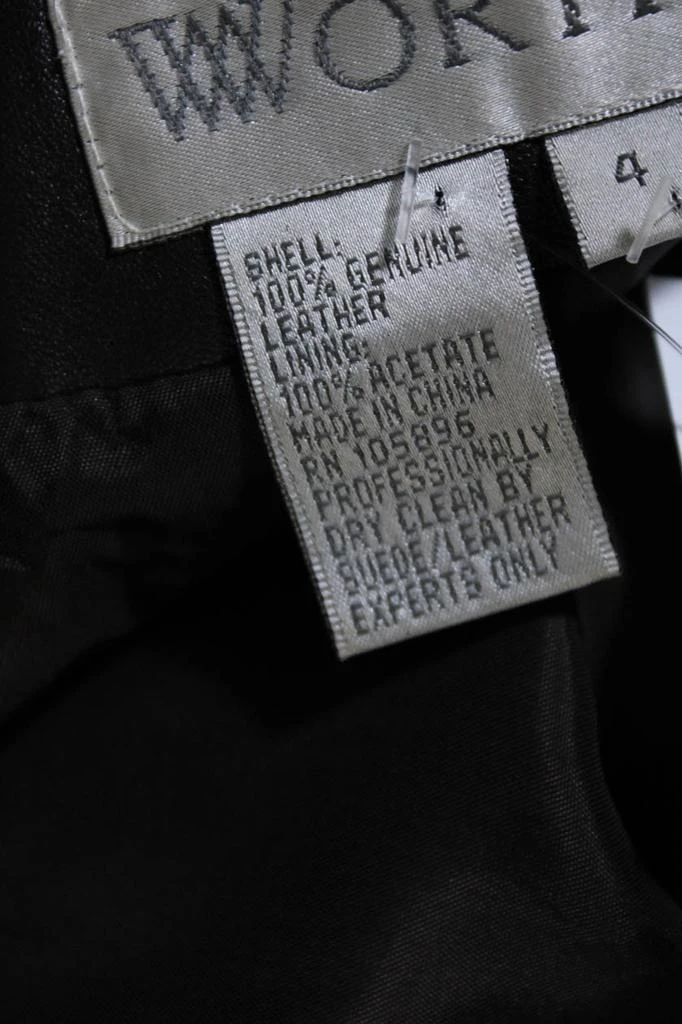 WORTH
4
SHELL:
100% GENUINE
LEATHER
LINING:
100% ACETATE
MADE IN CHINA
RN 105896
PROFESSIONALLY
DRY CLEAN BY
SUEDE/LEATHER
EXPERTS ONLY